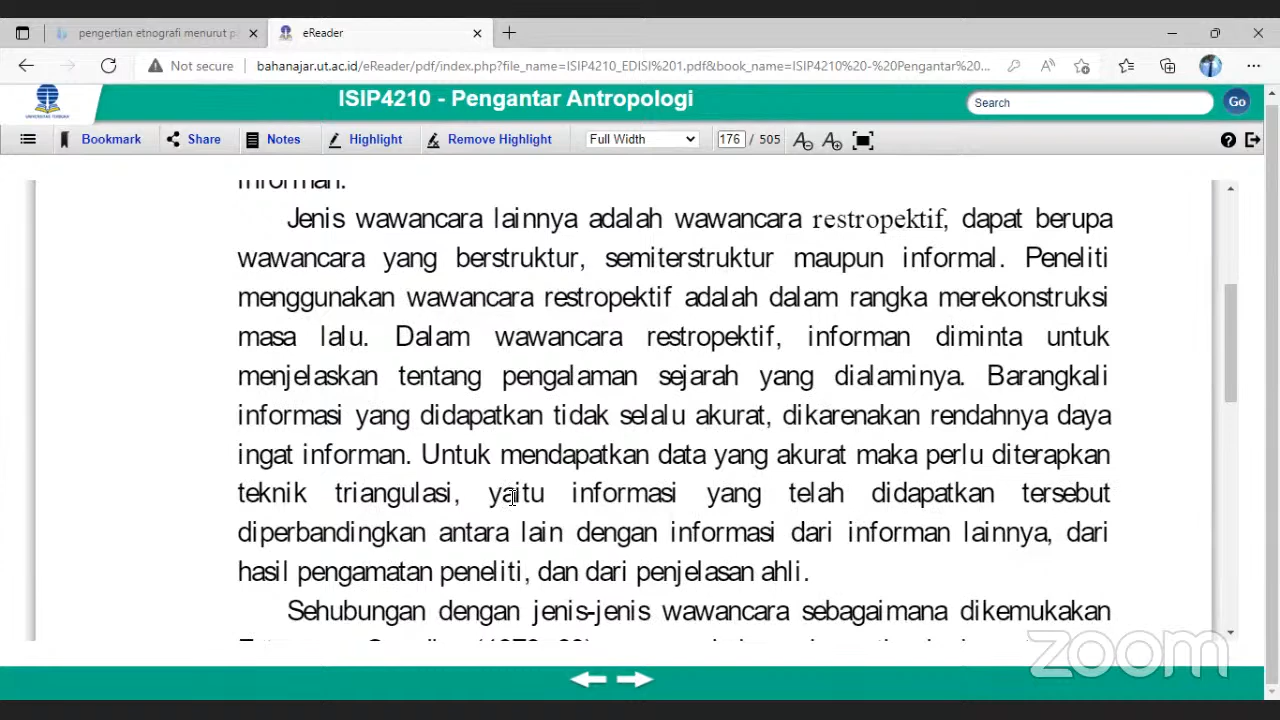 pengertian etnografi menurut p
eReader
Not secure
bahanajar.ut.ac.id/eReader/pdf/index.php?file_name=ISIP4210_EDISI%201.pdf&book_name=ISIP4210%20-%20Pengantar%20...
UNIVERSITAS TERBUKA
ISIP4210 - Pengantar Antropologi
Search
Go
Bookmark
Share
Notes
Highlight
Remove Highlight
Full Width
176 / 505
informan.
Jenis wawancara lainnya adalah wawancara restropektif, dapat berupa
wawancara yang berstruktur, semiterstruktur maupun informal. Peneliti
menggunakan wawancara restropektif adalah dalam rangka merekonstruksi
masa lalu. Dalam wawancara restropektif, informan diminta untuk
menjelaskan tentang pengalaman sejarah yang dialaminya. Barangkali
informasi yang didapatkan tidak selalu akurat, dikarenakan rendahnya daya
ingat informan. Untuk mendapatkan data yang akurat maka perlu diterapkan
teknik triangulasi, yaitu informasi yang telah didapatkan tersebut
diperbandingkan antara lain dengan informasi dari informan lainnya, dari
hasil pengamatan peneliti, dan dari penjelasan ahli.
Sehubungan dengan jenis-jenis wawancara sebagaimana dikemukakan
zoom